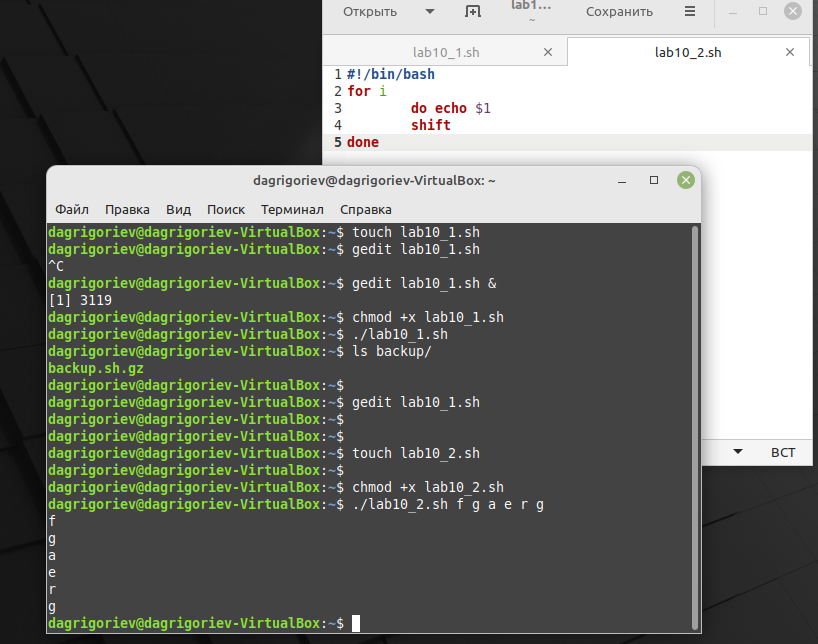 Открыть lab1... Сохранить
~
lab10_1.sh lab10_2.sh
1 #!/bin/bash
2 for i
3 do echo $1
4 shift
5 done
dagrigoriev@dagrigoriev-VirtualBox: ~
Файл Правка Вид Поиск Терминал Справка
dagrigoriev@dagrigoriev-VirtualBox:~$ touch lab10_1.sh
dagrigoriev@dagrigoriev-VirtualBox:~$ gedit lab10_1.sh
^C
dagrigoriev@dagrigoriev-VirtualBox:~$ gedit lab10_1.sh &
[1] 3119
dagrigoriev@dagrigoriev-VirtualBox:~$ chmod +x lab10_1.sh
dagrigoriev@dagrigoriev-VirtualBox:~$ ./lab10_1.sh
dagrigoriev@dagrigoriev-VirtualBox:~$ ls backup/
backup.sh.gz
dagrigoriev@dagrigoriev-VirtualBox:~$
dagrigoriev@dagrigoriev-VirtualBox:~$ gedit lab10_1.sh
dagrigoriev@dagrigoriev-VirtualBox:~$
dagrigoriev@dagrigoriev-VirtualBox:~$
dagrigoriev@dagrigoriev-VirtualBox:~$ touch lab10_2.sh
dagrigoriev@dagrigoriev-VirtualBox:~$
dagrigoriev@dagrigoriev-VirtualBox:~$ chmod +x lab10_2.sh
dagrigoriev@dagrigoriev-VirtualBox:~$ ./lab10_2.sh f g a e r g
f
g
a
e
r
g
dagrigoriev@dagrigoriev-VirtualBox:~$
ВСТ